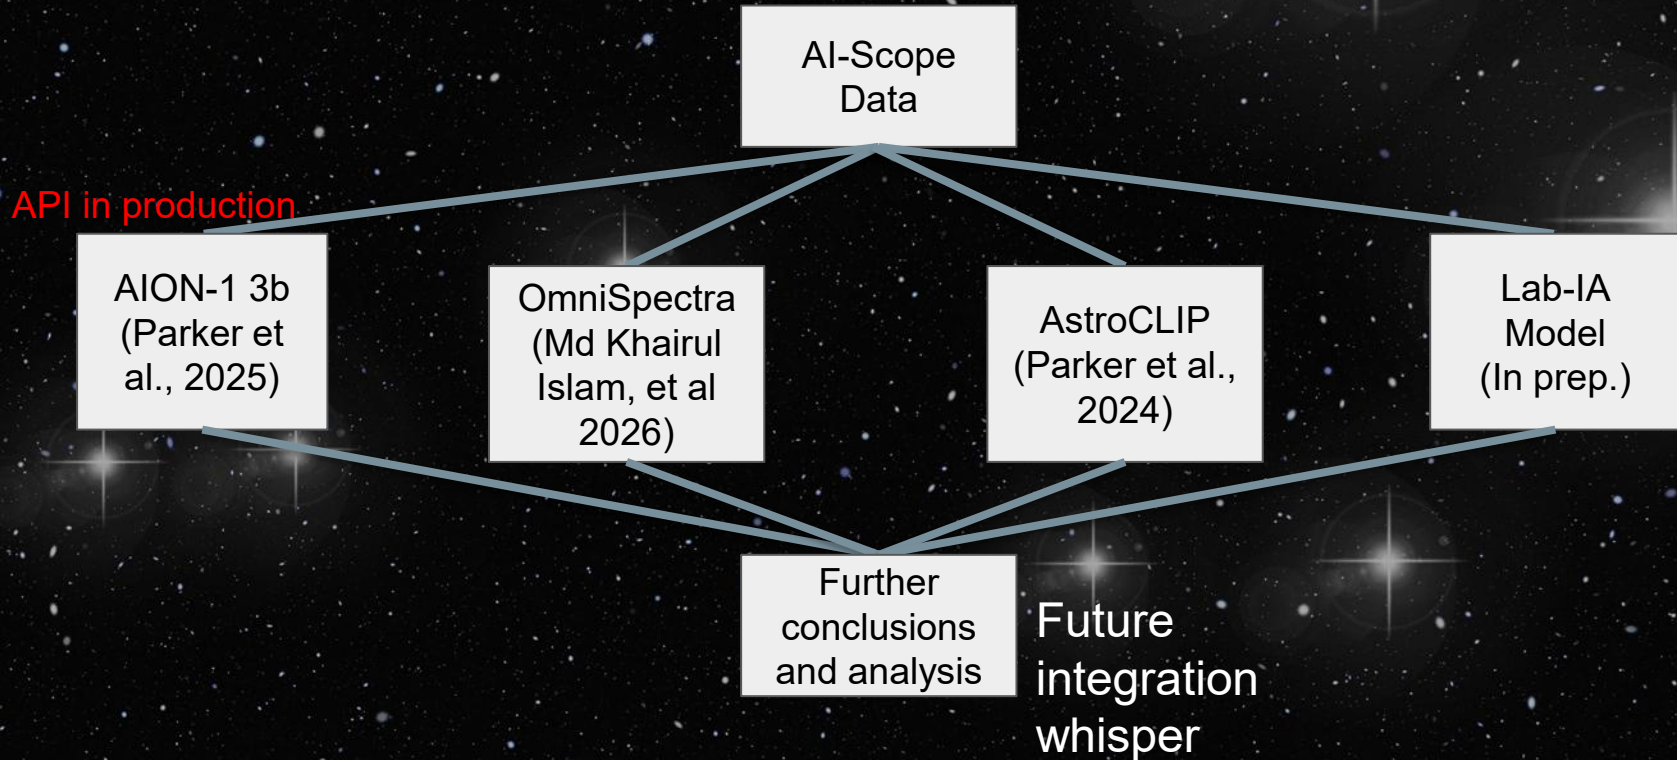 AI-Scope
Data
API in production
AION-1 3b
(Parker et
al., 2025)
OmniSpectra
(Md Khairul
Islam, et al
2026)
AstroCLIP
(Parker et al.,
2024)
Lab-IA
Model
(In prep.)
Further
conclusions
and analysis
Future
integration
whisper